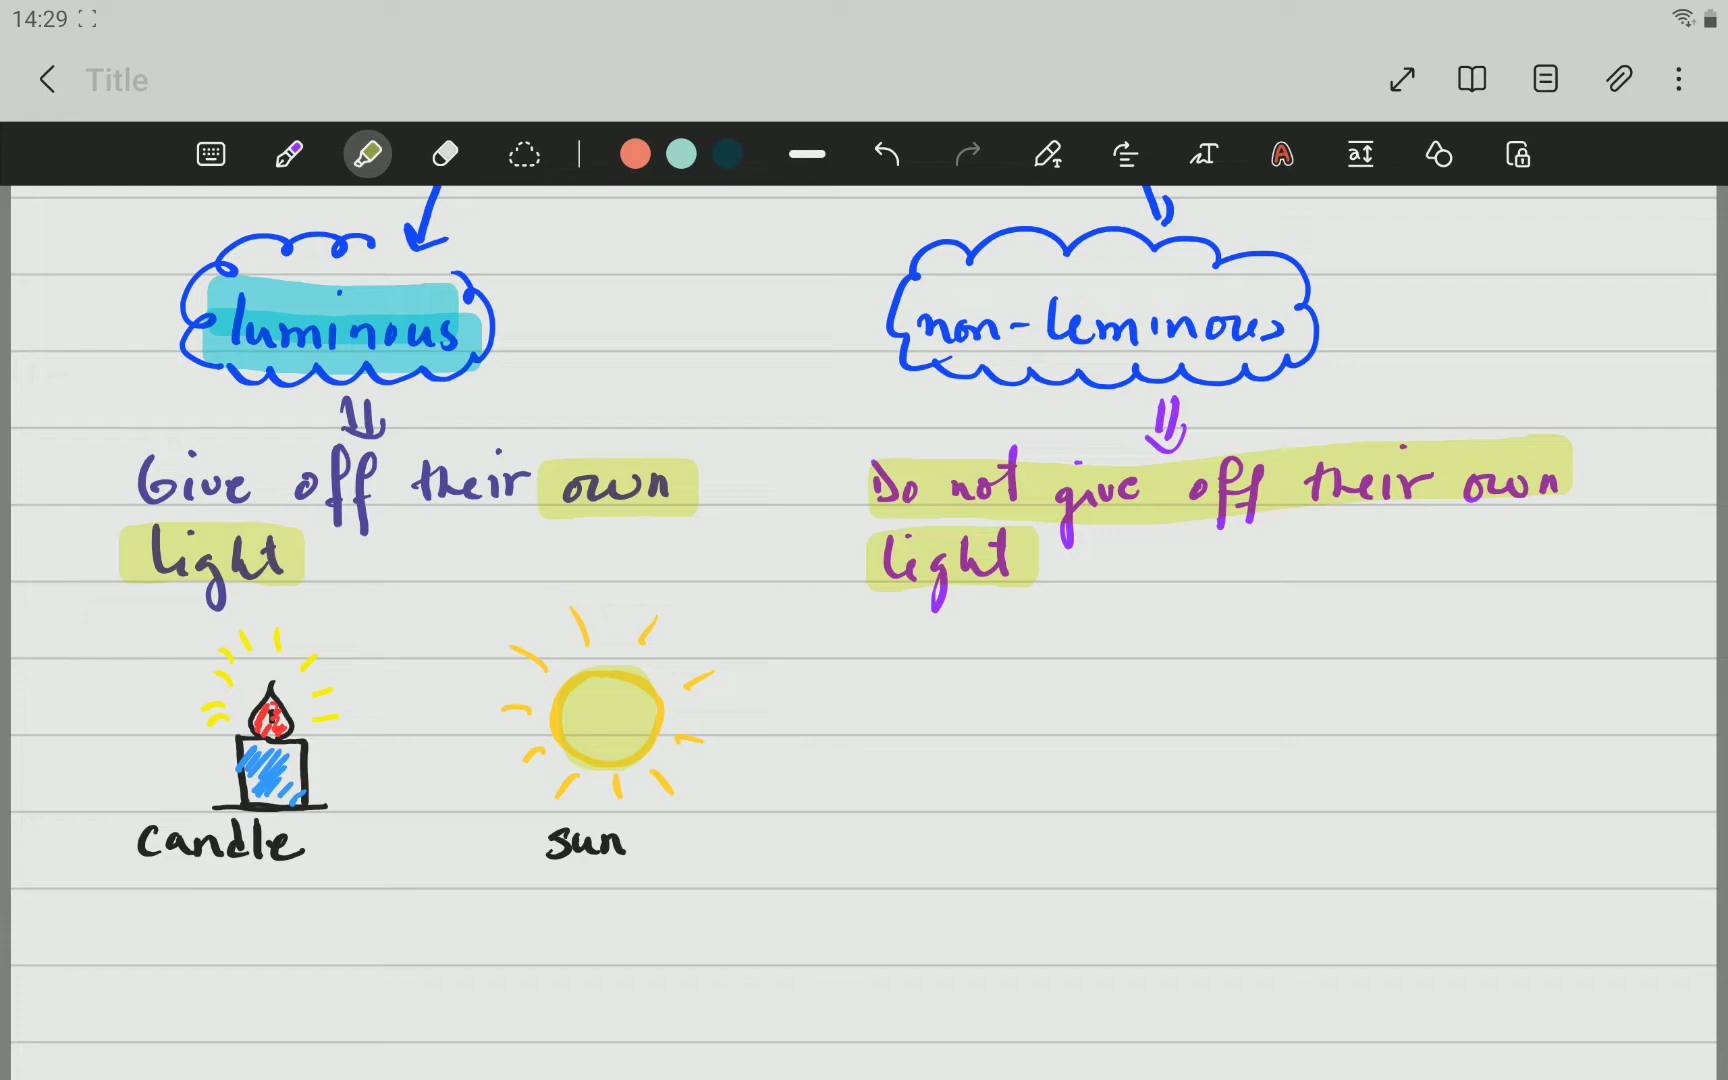 14:29
Title
luminous
non-leminous
Give off their own
light
Do not give off their own
light
candle
sun